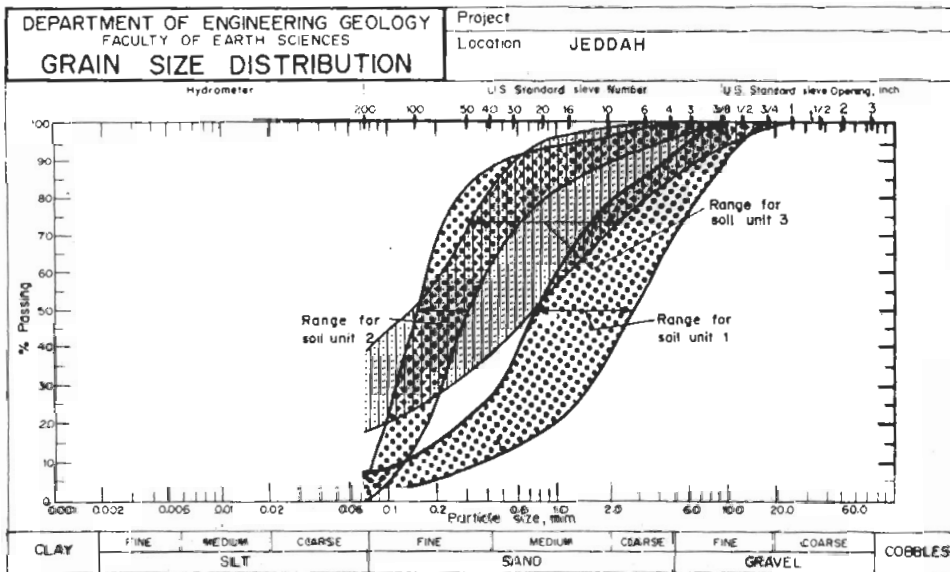 DEPARTMENT OF ENGINEERING GEOLOGY
FACULTY OF EARTH SCIENCES
GRAIN SIZE DISTRIBUTION
Project
Location JEDDAH
Hydrometer
U.S. Standard sieve Number
U.S. Standard sieve Opening, inch
200 100 50 40 30 20 16 10 6 4 3 3/8 1/2 3/4 1 1/2 2 3
100
90
80
70
60
50
40
30
20
10
0
% Passing
Range for
soil unit 3
Range for
soil unit 2
Range for
soil unit 1
0.001 0.002 0.005 0.01 0.02 0.06 0.1 0.2 0.6 1.0 2.0 6.0 10.0 20.0 60.0
Particle size, mm
CLAY
FINE MEDIUM COARSE FINE MEDIUM COARSE FINE COARSE
SILT SAND GRAVEL
COBBLES